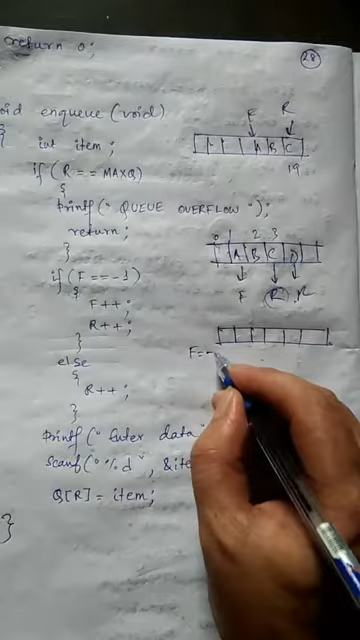 return 0;
28
void enqueue (void)
{
int item;
if (R == MAXQ)
{
printf (" QUEUE OVERFLOW ");
return;
}
if (F == -1)
{
F++;
R++;
}
else
{
R++;
}
printf (" Enter data"
scanf (" %d ", &ite
Q[R] = item;
}
F R
A B C
19
0 1 2 3
A B C D
F R R
F = -